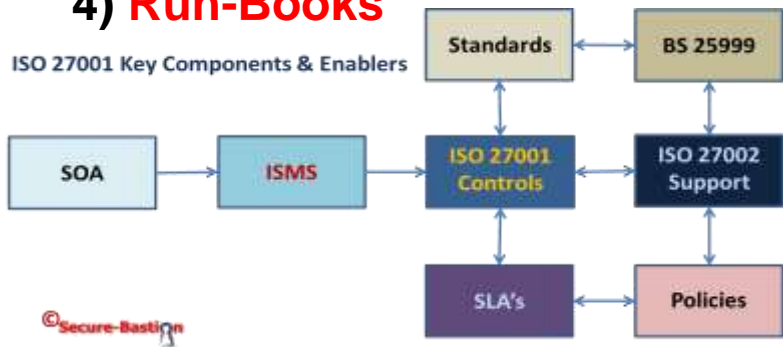 4) Run-Books
ISO 27001 Key Components & Enablers
Standards
BS 25999
SOA
ISMS
ISO 27001
Controls
ISO 27002
Support
SLA's
Policies
©Secure-Bastion